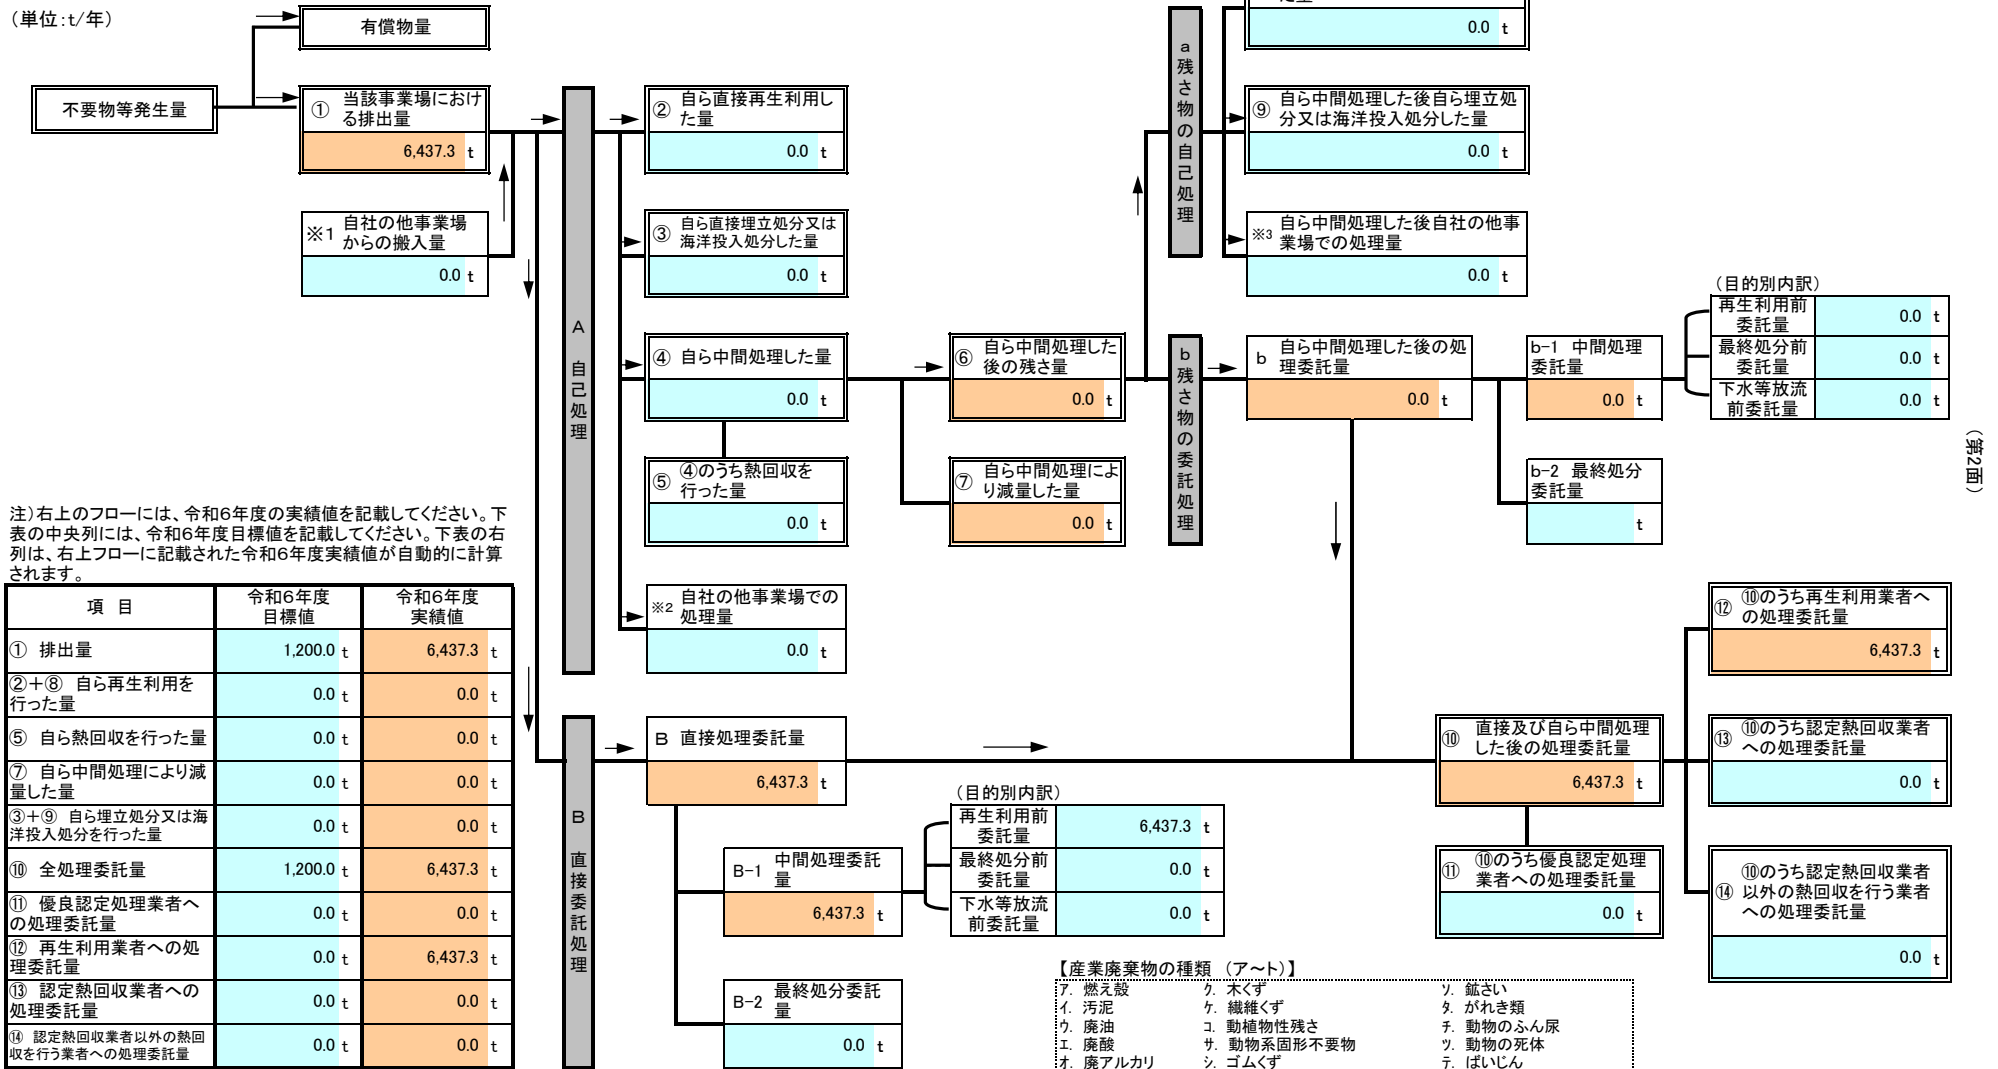 （単位：t/年）
有償物量
不要物等発生量
① 当該事業場におけ
る排出量
6,437.3 t
※1 自社の他事業場
からの搬入量
0.0 t
A 自己処理
② 自ら直接再生利用し
た量
0.0 t
③ 自ら直接埋立処分又は
海洋投入処分した量
0.0 t
④ 自ら中間処理した量
0.0 t
⑤ ④のうち熱回収を
行った量
0.0 t
※2 自社の他事業場での
処理量
0.0 t
⑥ 自ら中間処理した
後の残さ量
0.0 t
⑦ 自ら中間処理によ
り減量した量
0.0 t
a残さ物の自己処理
0.0 t
⑨ 自ら中間処理した後自ら埋立処
分又は海洋投入処分した量
0.0 t
※3 自ら中間処理した後自社の他事
業場での処理量
0.0 t
b残さ物の委託処理
b 自ら中間処理した後の処
理委託量
0.0 t
b-1 中間処理
委託量
0.0 t
（目的別内訳）
再生利用前
委託量
0.0 t
最終処分前
委託量
0.0 t
下水等放流
前委託量
0.0 t
b-2 最終処分
委託量
t
（第2面）
注）右上のフローには、令和６年度の実績値を記載してください。下
表の中央列には、令和６年度目標値を記載してください。下表の右
列は、右上フローに記載された令和６年度実績値が自動的に計算
されます。
項 目 令和６年度
目標値 令和６年度
実績値
① 排出量 1,200.0 t 6,437.3 t
②＋⑧ 自ら再生利用を
行った量 0.0 t 0.0 t
⑤ 自ら熱回収を行った量 0.0 t 0.0 t
⑦ 自ら中間処理により減
量した量 0.0 t 0.0 t
③＋⑨ 自ら埋立処分又は海
洋投入処分を行った量 0.0 t 0.0 t
⑩ 全処理委託量 1,200.0 t 6,437.3 t
⑪ 優良認定処理業者へ
の処理委託量 0.0 t 0.0 t
⑫ 再生利用業者への処
理委託量 0.0 t 6,437.3 t
⑬ 認定熱回収業者への
処理委託量 0.0 t 0.0 t
⑭ 認定熱回収業者以外の熱回
収を行う業者への処理委託量 0.0 t 0.0 t
B 直接委託処理
B 直接処理委託量
6,437.3 t
B-1 中間処理委託
量
6,437.3 t
（目的別内訳）
再生利用前
委託量
6,437.3 t
最終処分前
委託量
0.0 t
下水等放流
前委託量
0.0 t
B-2 最終処分委託
量
0.0 t
⑩ 直接及び自ら中間処理
した後の処理委託量
6,437.3 t
⑪ ⑩のうち優良認定処理
業者への処理委託量
0.0 t
⑫ ⑩のうち再生利用業者へ
の処理委託量
6,437.3 t
⑬ ⑩のうち認定熱回収業者
への処理委託量
0.0 t
⑭ ⑩のうち認定熱回収業者
以外の熱回収を行う業者
への処理委託量
0.0 t
【産業廃棄物の種類 （ア～ト）】
ｱ. 燃え殻 ｸ. 木くず ｿ. 鉱さい
ｲ. 汚泥 ｹ. 繊維くず ﾀ. がれき類
ｳ. 廃油 ｺ. 動植物性残さ ﾁ. 動物のふん尿
ｴ. 廃酸 ｻ. 動物系固形不要物 ﾂ. 動物の死体
ｵ. 廃アルカリ ｼ. ゴムくず ﾃ. ばいじん